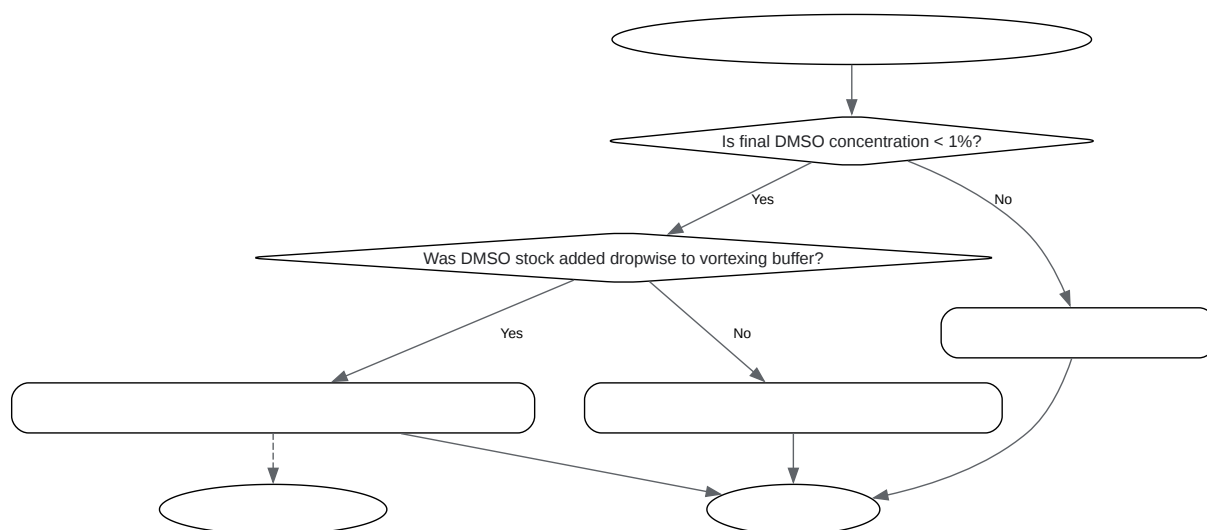 Is final DMSO concentration < 1%?
Yes
No
Was DMSO stock added dropwise to vortexing buffer?
Yes
No